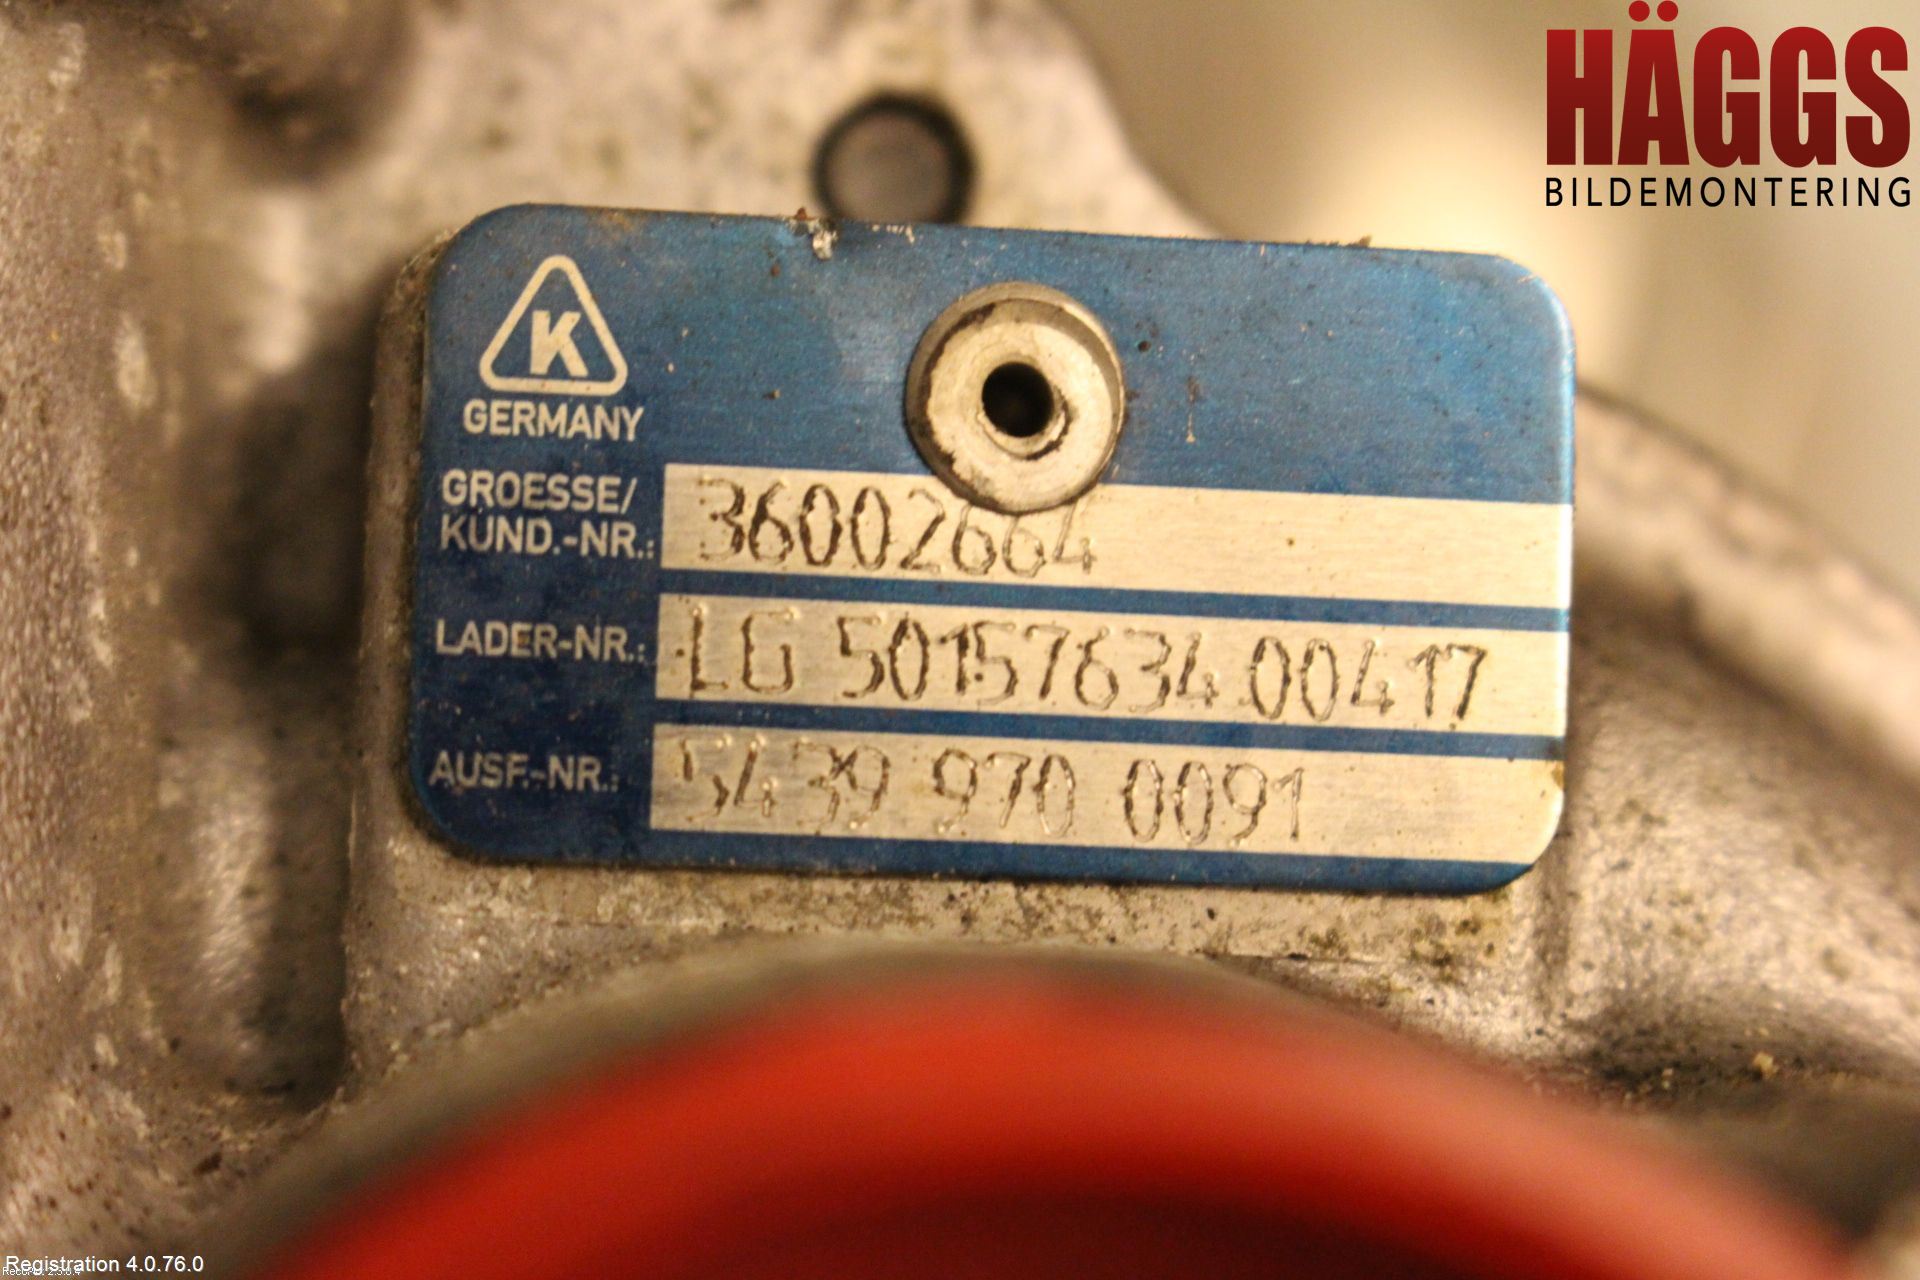 HÄGGS
BILDEMONTERING
K
GERMANY
GROESSE/
KUND.-NR.: 36002664
LADER-NR.: LG 50157634 00417
AUSF.-NR.: 5439 970 0091
Registration 4.0.76.0